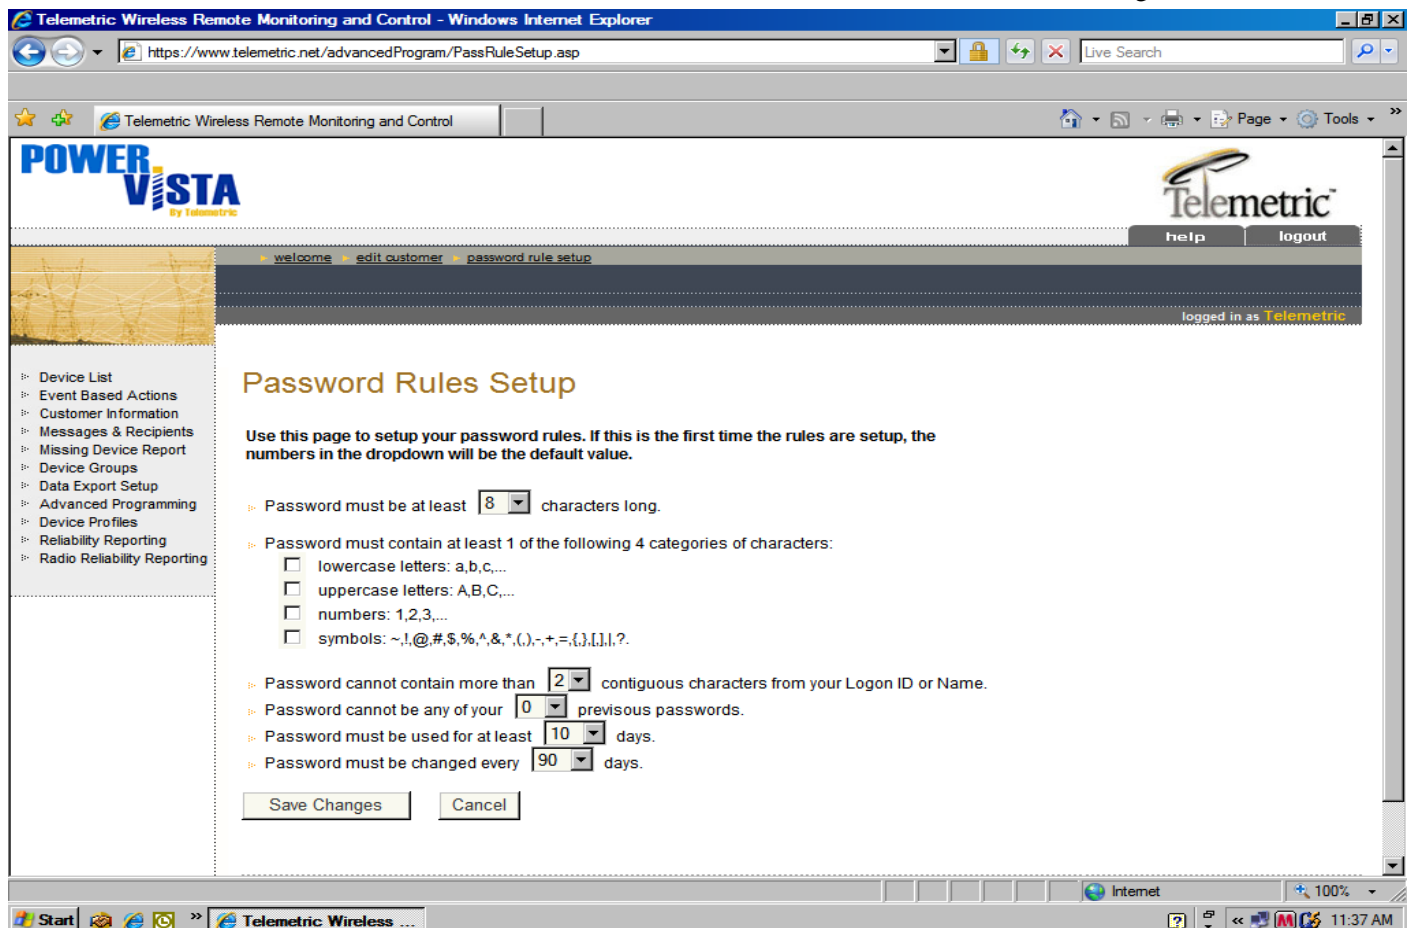 Telemetric Wireless Remote Monitoring and Control - Windows Internet Explorer
https://www.telemetric.net/advancedProgram/PassRuleSetup.asp
Live Search
Telemetric Wireless Remote Monitoring and Control
Page
Tools
POWER
VISTA
By Telemetric
Telemetric™
help
logout
welcome
edit customer
password rule setup
logged in as Telemetric
Device List
Event Based Actions
Customer Information
Messages & Recipients
Missing Device Report
Device Groups
Data Export Setup
Advanced Programming
Device Profiles
Reliability Reporting
Radio Reliability Reporting
Password Rules Setup
Use this page to setup your password rules. If this is the first time the rules are setup, the
numbers in the dropdown will be the default value.
Password must be at least 8 characters long.
Password must contain at least 1 of the following 4 categories of characters:
lowercase letters: a,b,c,...
uppercase letters: A,B,C,...
numbers: 1,2,3,...
symbols: ~,!,@,#,$,%,^,&,*,(,),-,+,=,{,},[,],|,?.
Password cannot contain more than 2 contiguous characters from your Logon ID or Name.
Password cannot be any of your 0 previsous passwords.
Password must be used for at least 10 days.
Password must be changed every 90 days.
Save Changes
Cancel
Internet
100%
Start
Telemetric Wireless ...
11:37 AM